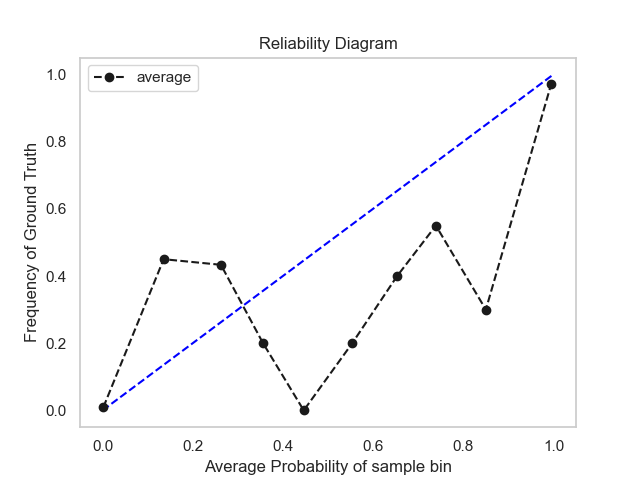 Reliability Diagram
average
1.0
0.8
0.6
0.4
0.2
0.0
Frequency of Ground Truth
0.0 0.2 0.4 0.6 0.8 1.0
Average Probability of sample bin